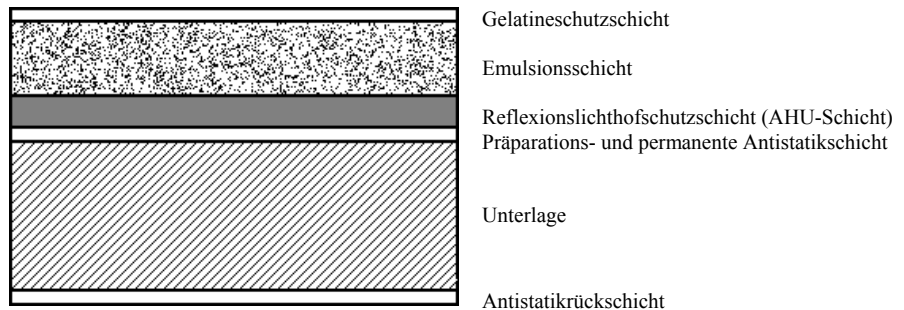 Gelatineschutzschicht
Emulsionsschicht
Reflexionslichthofschutzschicht (AHU-Schicht)
Präparations- und permanente Antistatikschicht
Unterlage
Antistatikrückschicht